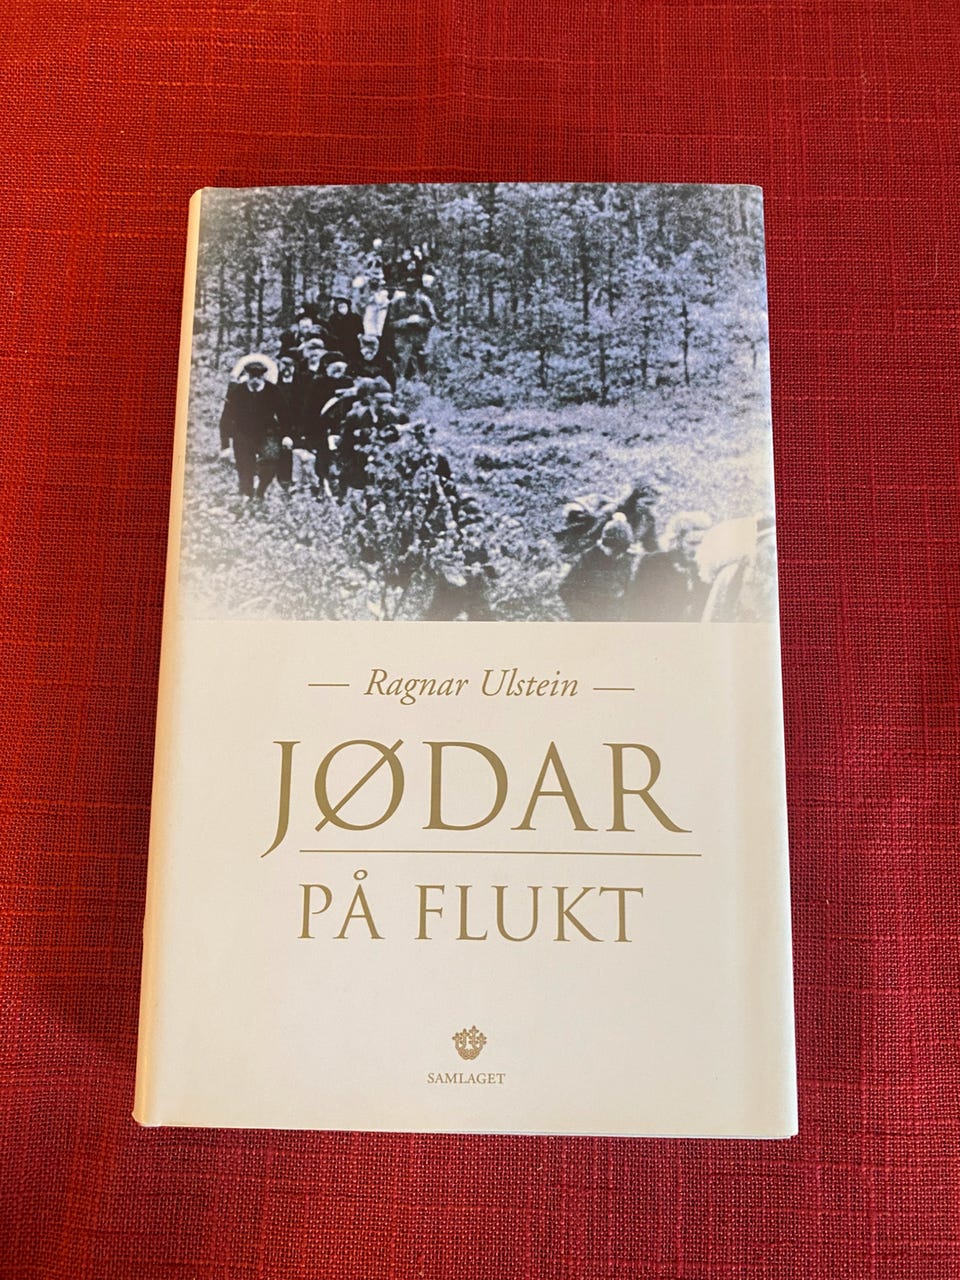 — Ragnar Ulstein —
JØDAR
PÅ FLUKT
SAMLAGET